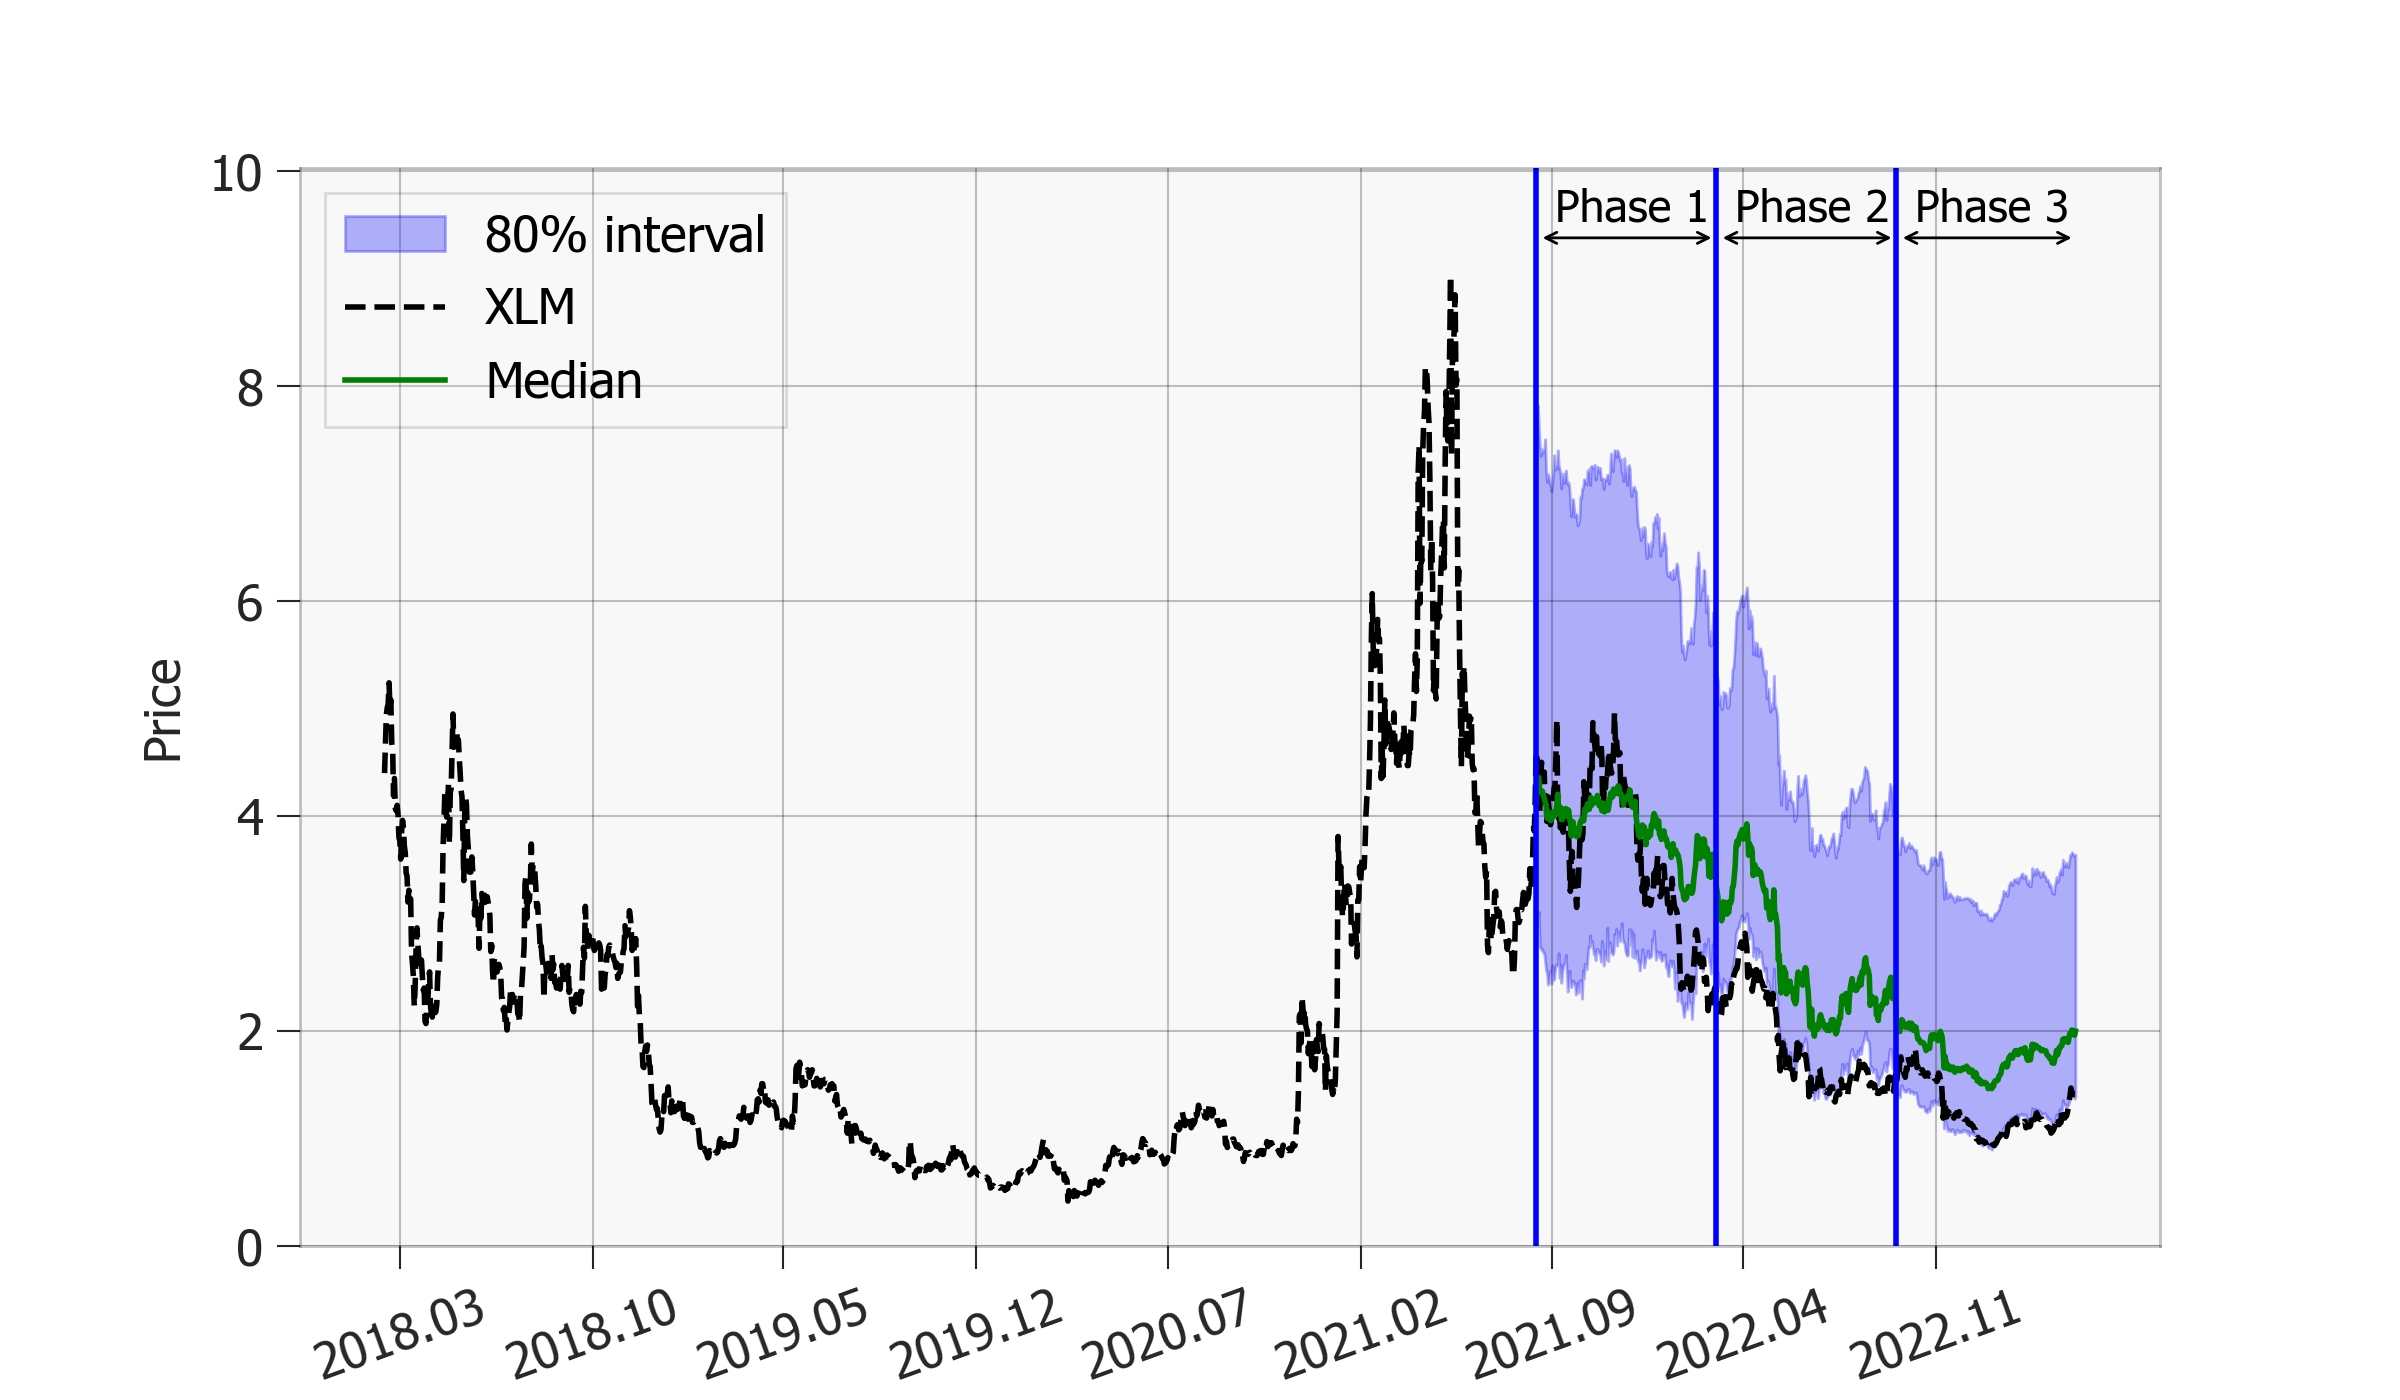 10
8
6
4
2
0
Price
80% interval
XLM
Median
Phase 1
Phase 2
Phase 3
2018.03
2018.10
2019.05
2019.12
2020.07
2021.02
2021.09
2022.04
2022.11